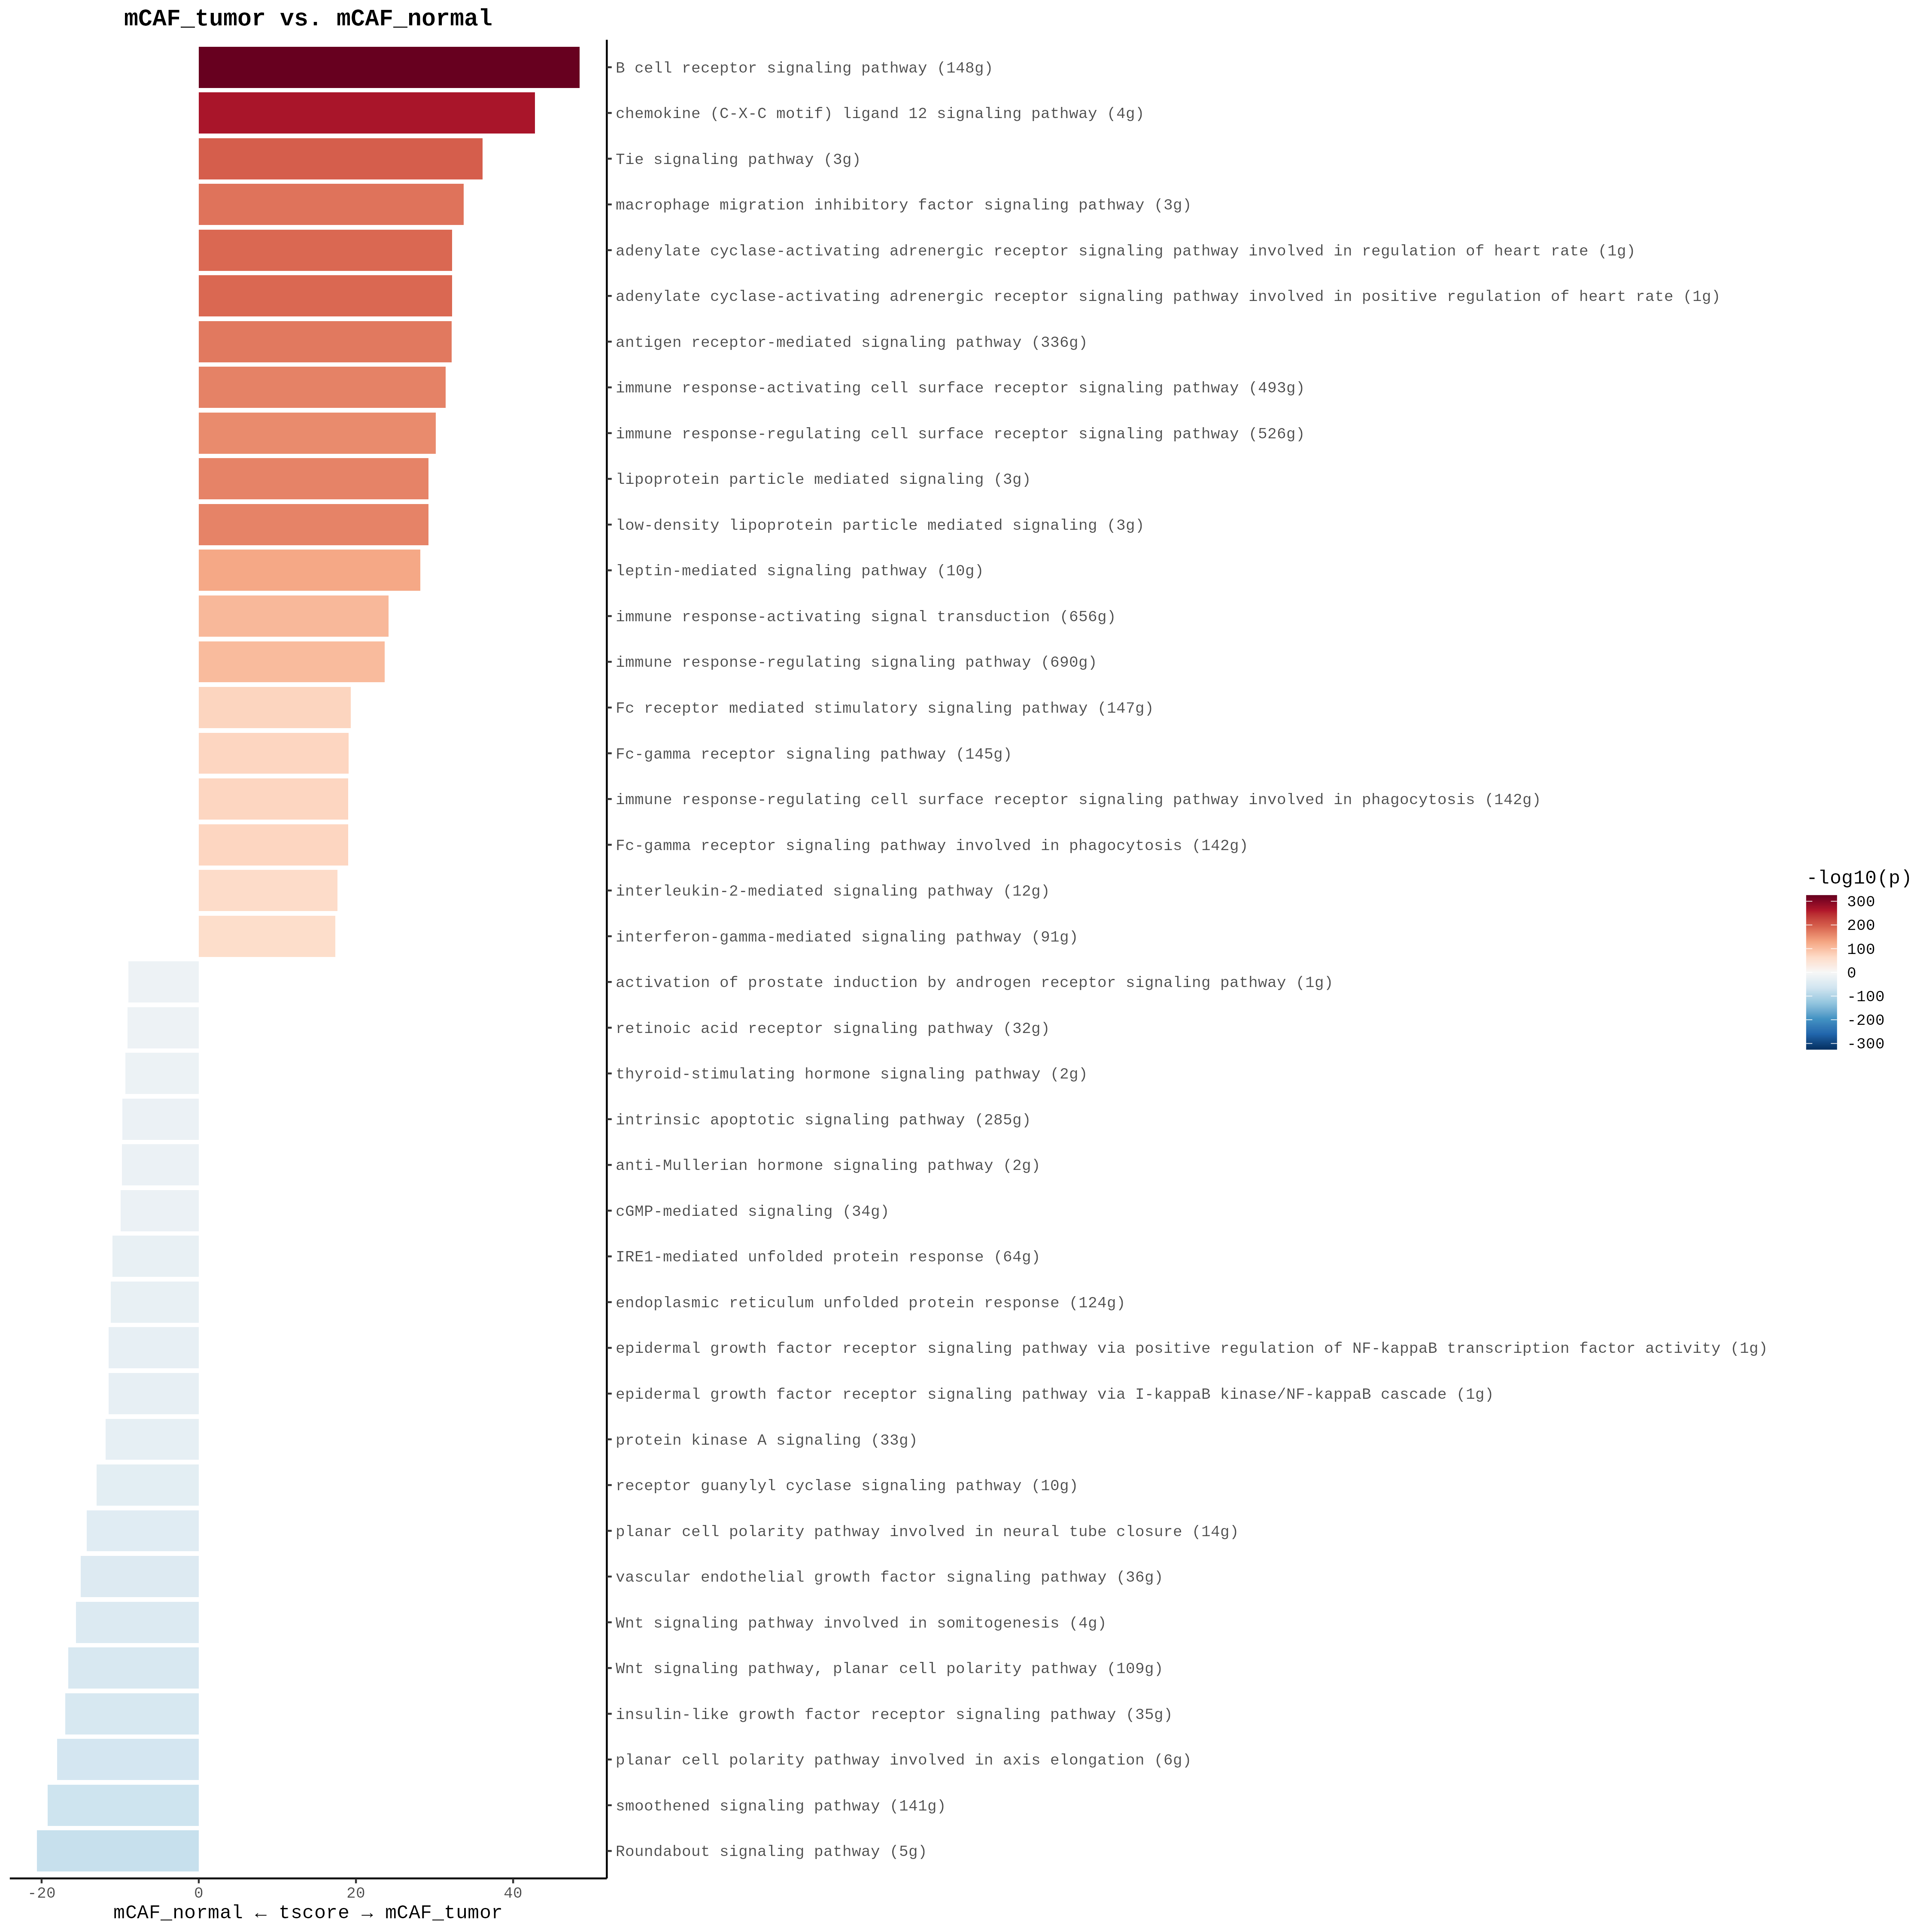 mCAF_tumor vs. mCAF_normal
B cell receptor signaling pathway (148g)
chemokine (C-X-C motif) ligand 12 signaling pathway (4g)
Tie signaling pathway (3g)
macrophage migration inhibitory factor signaling pathway (3g)
adenylate cyclase-activating adrenergic receptor signaling pathway involved in regulation of heart rate (1g)
adenylate cyclase-activating adrenergic receptor signaling pathway involved in positive regulation of heart rate (1g)
antigen receptor-mediated signaling pathway (336g)
immune response-activating cell surface receptor signaling pathway (493g)
immune response-regulating cell surface receptor signaling pathway (526g)
lipoprotein particle mediated signaling (3g)
low-density lipoprotein particle mediated signaling (3g)
leptin-mediated signaling pathway (10g)
immune response-activating signal transduction (656g)
immune response-regulating signaling pathway (690g)
Fc receptor mediated stimulatory signaling pathway (147g)
Fc-gamma receptor signaling pathway (145g)
immune response-regulating cell surface receptor signaling pathway involved in phagocytosis (142g)
Fc-gamma receptor signaling pathway involved in phagocytosis (142g)
interleukin-2-mediated signaling pathway (12g)
interferon-gamma-mediated signaling pathway (91g)
activation of prostate induction by androgen receptor signaling pathway (1g)
retinoic acid receptor signaling pathway (32g)
thyroid-stimulating hormone signaling pathway (2g)
intrinsic apoptotic signaling pathway (285g)
anti-Mullerian hormone signaling pathway (2g)
cGMP-mediated signaling (34g)
IRE1-mediated unfolded protein response (64g)
endoplasmic reticulum unfolded protein response (124g)
epidermal growth factor receptor signaling pathway via positive regulation of NF-kappaB transcription factor activity (1g)
epidermal growth factor receptor signaling pathway via I-kappaB kinase/NF-kappaB cascade (1g)
protein kinase A signaling (33g)
receptor guanylyl cyclase signaling pathway (10g)
planar cell polarity pathway involved in neural tube closure (14g)
vascular endothelial growth factor signaling pathway (36g)
Wnt signaling pathway involved in somitogenesis (4g)
Wnt signaling pathway, planar cell polarity pathway (109g)
insulin-like growth factor receptor signaling pathway (35g)
planar cell polarity pathway involved in axis elongation (6g)
smoothened signaling pathway (141g)
Roundabout signaling pathway (5g)
-20 0 20 40
mCAF_normal ← tscore → mCAF_tumor
-log10(p)
300
200
100
0
-100
-200
-300